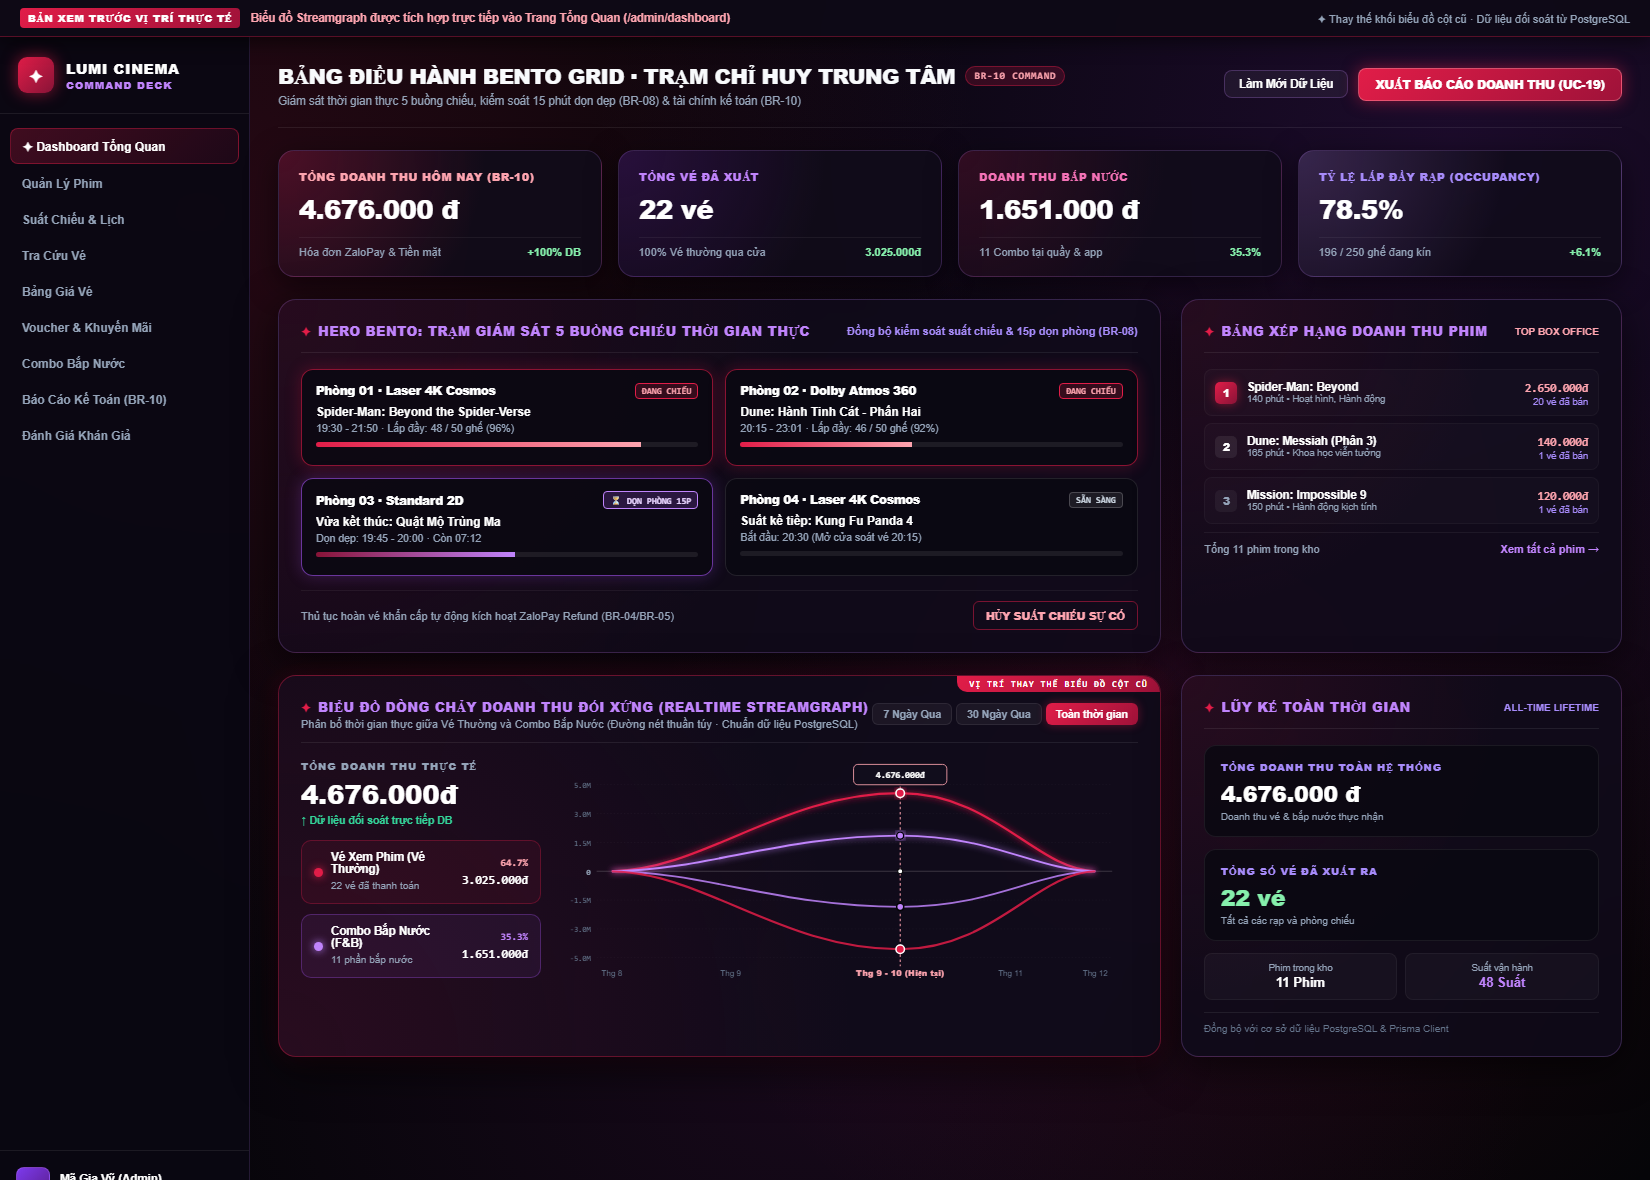 BẢN XEM TRƯỚC VỊ TRÍ THỰC TẾ
Biểu đồ Streamgraph được tích hợp trực tiếp vào Trang Tổng Quan (/admin/dashboard)
✦ Thay thế khối biểu đồ cột cũ · Dữ liệu đối soát từ PostgreSQL
✦
LUMI CINEMA
COMMAND DECK
✦ Dashboard Tổng Quan
Quản Lý Phim
Suất Chiếu & Lịch
Tra Cứu Vé
Bảng Giá Vé
Voucher & Khuyến Mãi
Combo Bắp Nước
Báo Cáo Kế Toán (BR-10)
Đánh Giá Khán Giả
Mã Gia Vỹ (Admin)
BẢNG ĐIỀU HÀNH BENTO GRID · TRẠM CHỈ HUY TRUNG TÂM
BR-10 COMMAND
Giám sát thời gian thực 5 buồng chiếu, kiểm soát 15 phút dọn dẹp (BR-08) & tài chính kế toán (BR-10)
Làm Mới Dữ Liệu
XUẤT BÁO CÁO DOANH THU (UC-19)
TỔNG DOANH THU HÔM NAY (BR-10)
4.676.000 đ
Hóa đơn ZaloPay & Tiền mặt
+100% DB
TỔNG VÉ ĐÃ XUẤT
22 vé
100% Vé thường qua cửa
3.025.000đ
DOANH THU BẮP NƯỚC
1.651.000 đ
11 Combo tại quầy & app
35.3%
TỶ LỆ LẤP ĐẦY RẠP (OCCUPANCY)
78.5%
196 / 250 ghế đang kín
+6.1%
✦ HERO BENTO: TRẠM GIÁM SÁT 5 BUỒNG CHIẾU THỜI GIAN THỰC
Đồng bộ kiểm soát suất chiếu & 15p dọn phòng (BR-08)
Phòng 01 · Laser 4K Cosmos
ĐANG CHIẾU
Spider-Man: Beyond the Spider-Verse
19:30 - 21:50 · Lấp đầy: 48 / 50 ghế (96%)
Phòng 02 · Dolby Atmos 360
ĐANG CHIẾU
Dune: Hành Tinh Cát - Phần Hai
20:15 - 23:01 · Lấp đầy: 46 / 50 ghế (92%)
Phòng 03 · Standard 2D
⏳ DỌN PHÒNG 15P
Vừa kết thúc: Quật Mộ Trùng Ma
Dọn dẹp: 19:45 - 20:00 · Còn 07:12
Phòng 04 · Laser 4K Cosmos
SẴN SÀNG
Suất kế tiếp: Kung Fu Panda 4
Bắt đầu: 20:30 (Mở cửa soát vé 20:15)
Thủ tục hoàn vé khẩn cấp tự động kích hoạt ZaloPay Refund (BR-04/BR-05)
HỦY SUẤT CHIẾU SỰ CỐ
✦ BẢNG XẾP HẠNG DOANH THU PHIM
TOP BOX OFFICE
1
Spider-Man: Beyond
140 phút • Hoạt hình, Hành động
2.650.000đ
20 vé đã bán
2
Dune: Messiah (Phần 3)
165 phút • Khoa học viễn tưởng
140.000đ
1 vé đã bán
3
Mission: Impossible 9
150 phút • Hành động kịch tính
120.000đ
1 vé đã bán
Tổng 11 phim trong kho
Xem tất cả phim →
VỊ TRÍ THAY THẾ BIỂU ĐỒ CỘT CŨ
✦ BIỂU ĐỒ DÒNG CHẢY DOANH THU ĐỐI XỨNG (REALTIME STREAMGRAPH)
Phân bổ thời gian thực giữa Vé Thường và Combo Bắp Nước (Đường nét thuần túy · Chuẩn dữ liệu PostgreSQL)
7 Ngày Qua
30 Ngày Qua
Toàn thời gian
TỔNG DOANH THU THỰC TẾ
4.676.000đ
↑ Dữ liệu đối soát trực tiếp DB
Vé Xem Phim (Vé Thường)
22 vé đã thanh toán
64.7%
3.025.000đ
Combo Bắp Nước (F&B)
11 phần bắp nước
35.3%
1.651.000đ
4.676.000đ
5.0M
3.0M
1.5M
0
-1.5M
-3.0M
-5.0M
Thg 8
Thg 9
Thg 9 - 10 (Hiện tại)
Thg 11
Thg 12
✦ LŨY KẾ TOÀN THỜI GIAN
ALL-TIME LIFETIME
TỔNG DOANH THU TOÀN HỆ THỐNG
4.676.000 đ
Doanh thu vé & bắp nước thực nhận
TỔNG SỐ VÉ ĐÃ XUẤT RA
22 vé
Tất cả các rạp và phòng chiếu
Phim trong kho
11 Phim
Suất vận hành
48 Suất
Đồng bộ với cơ sở dữ liệu PostgreSQL & Prisma Client